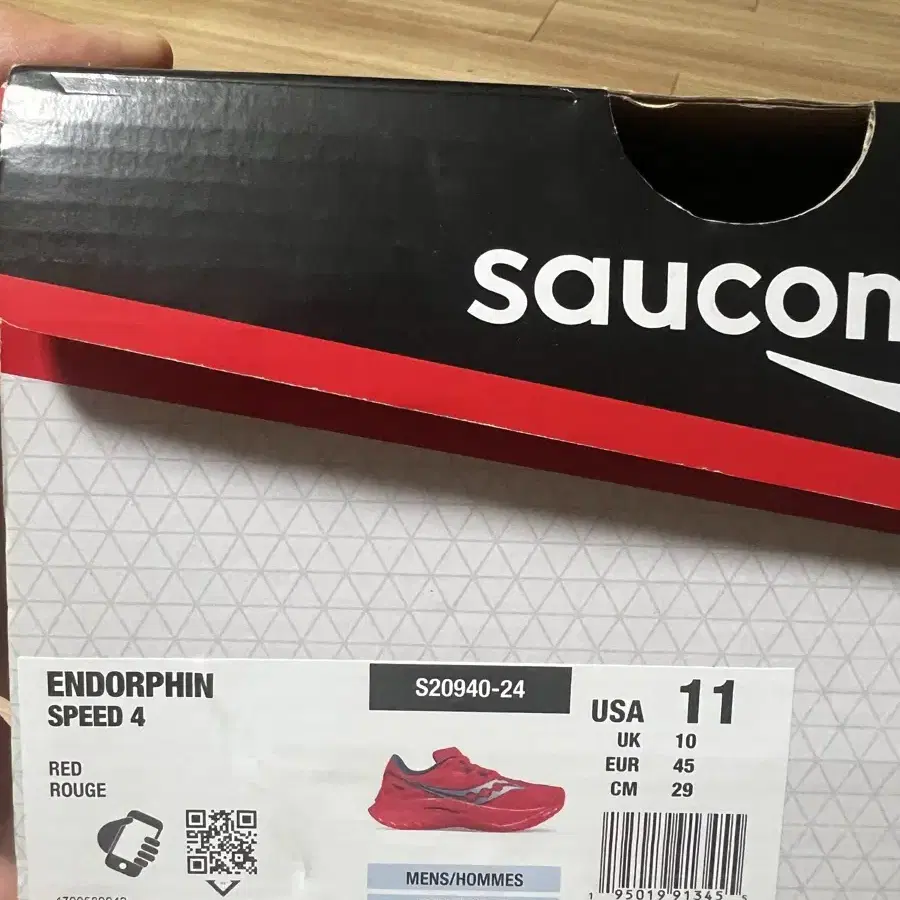 saucon
ENDORPHIN
SPEED 4
RED
ROUGE
S20940-24
MENS/HOMMES
USA 11
UK 10
EUR 45
CM 29
1 95019 91345 5